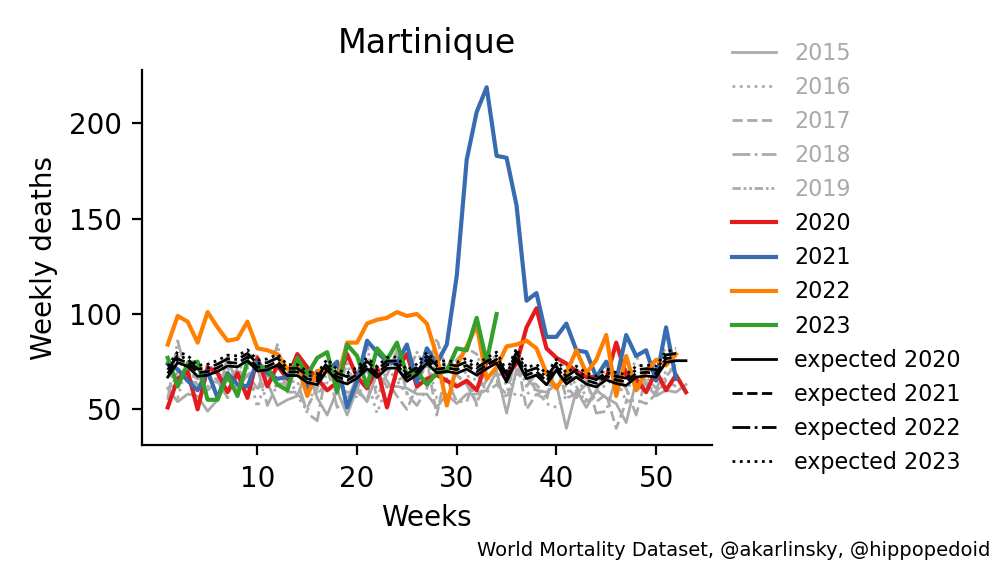 Martinique
Weekly deaths
200
150
100
50
10 20 30 40 50
Weeks
2015
2016
2017
2018
2019
2020
2021
2022
2023
expected 2020
expected 2021
expected 2022
expected 2023
World Mortality Dataset, @akarlinsky, @hippopedoid